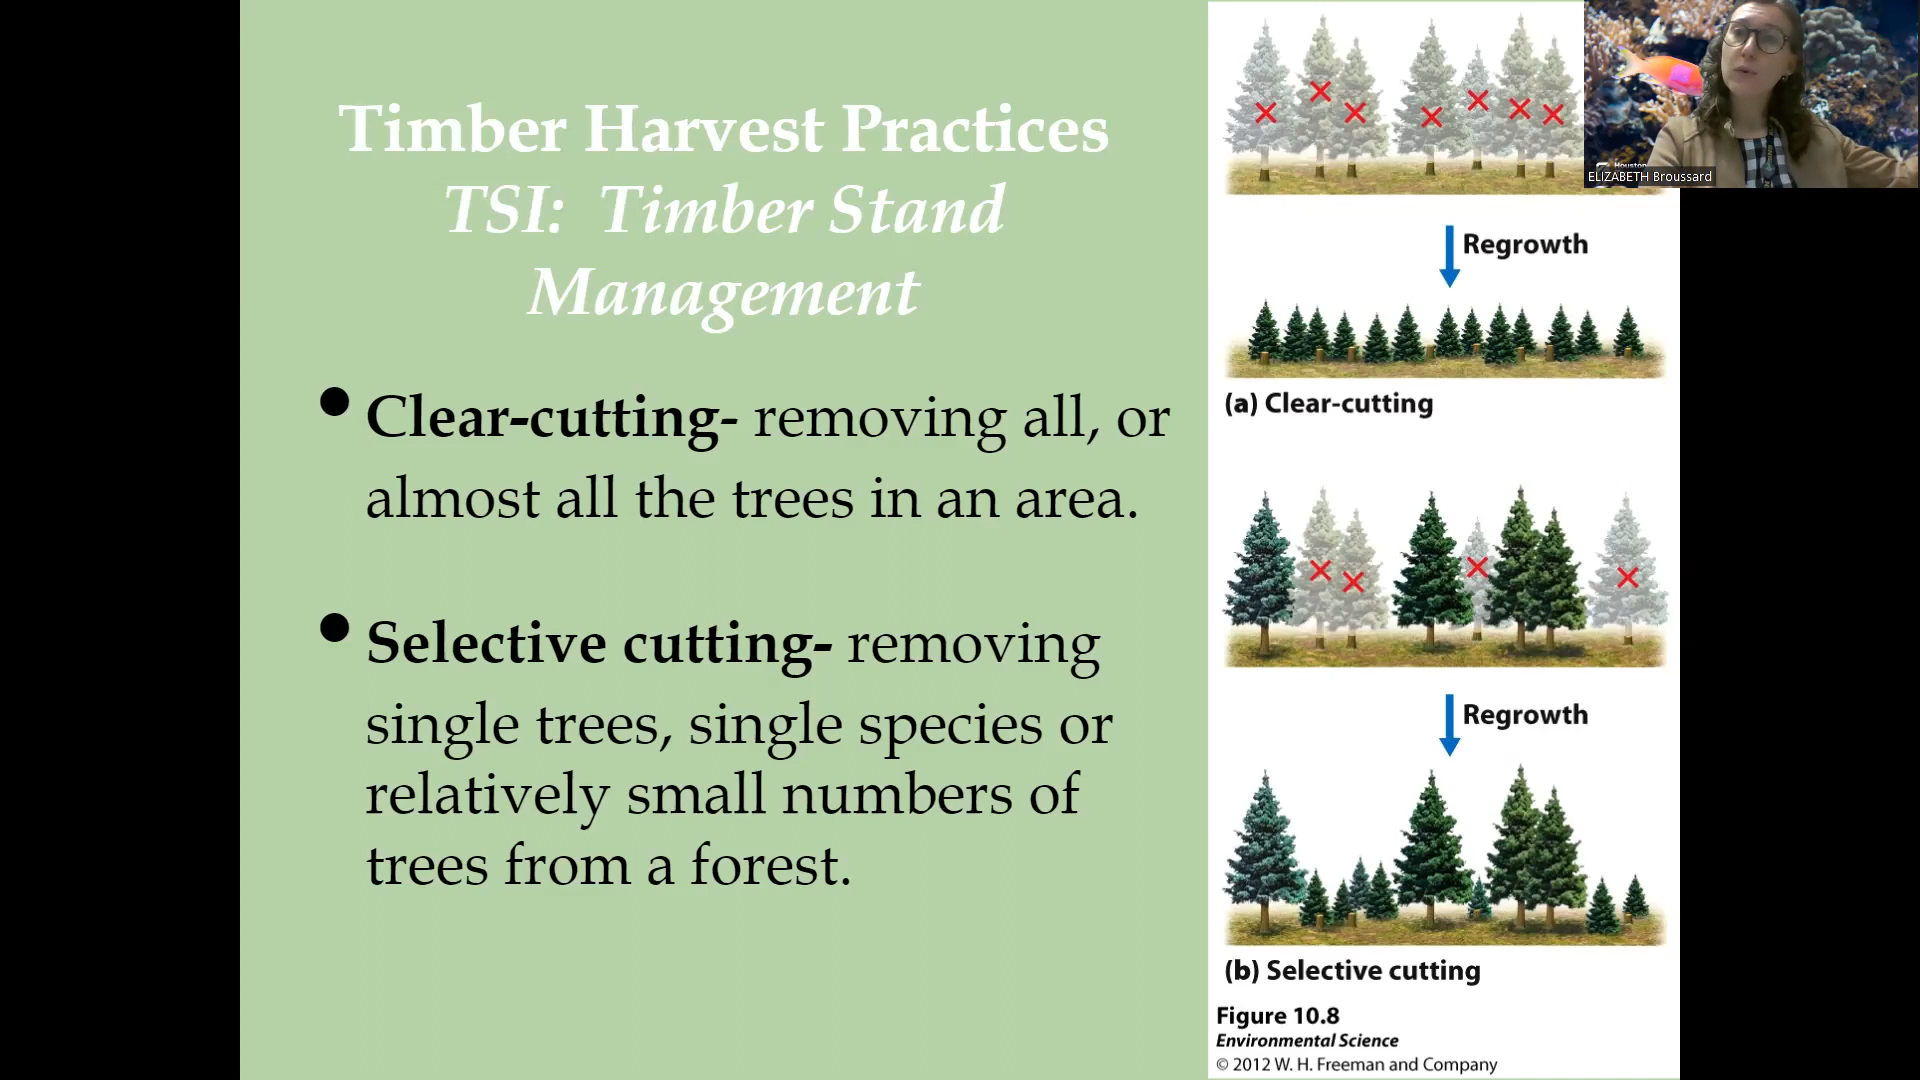 Timber Harvest Practices
TSI: Timber Stand
Management
• Clear-cutting- removing all, or
almost all the trees in an area.
• Selective cutting- removing
single trees, single species or
relatively small numbers of
trees from a forest.
Regrowth
(a) Clear-cutting
Regrowth
(b) Selective cutting
Figure 10.8
Environmental Science
© 2012 W. H. Freeman and Company
Houston
ELIZABETH Broussard